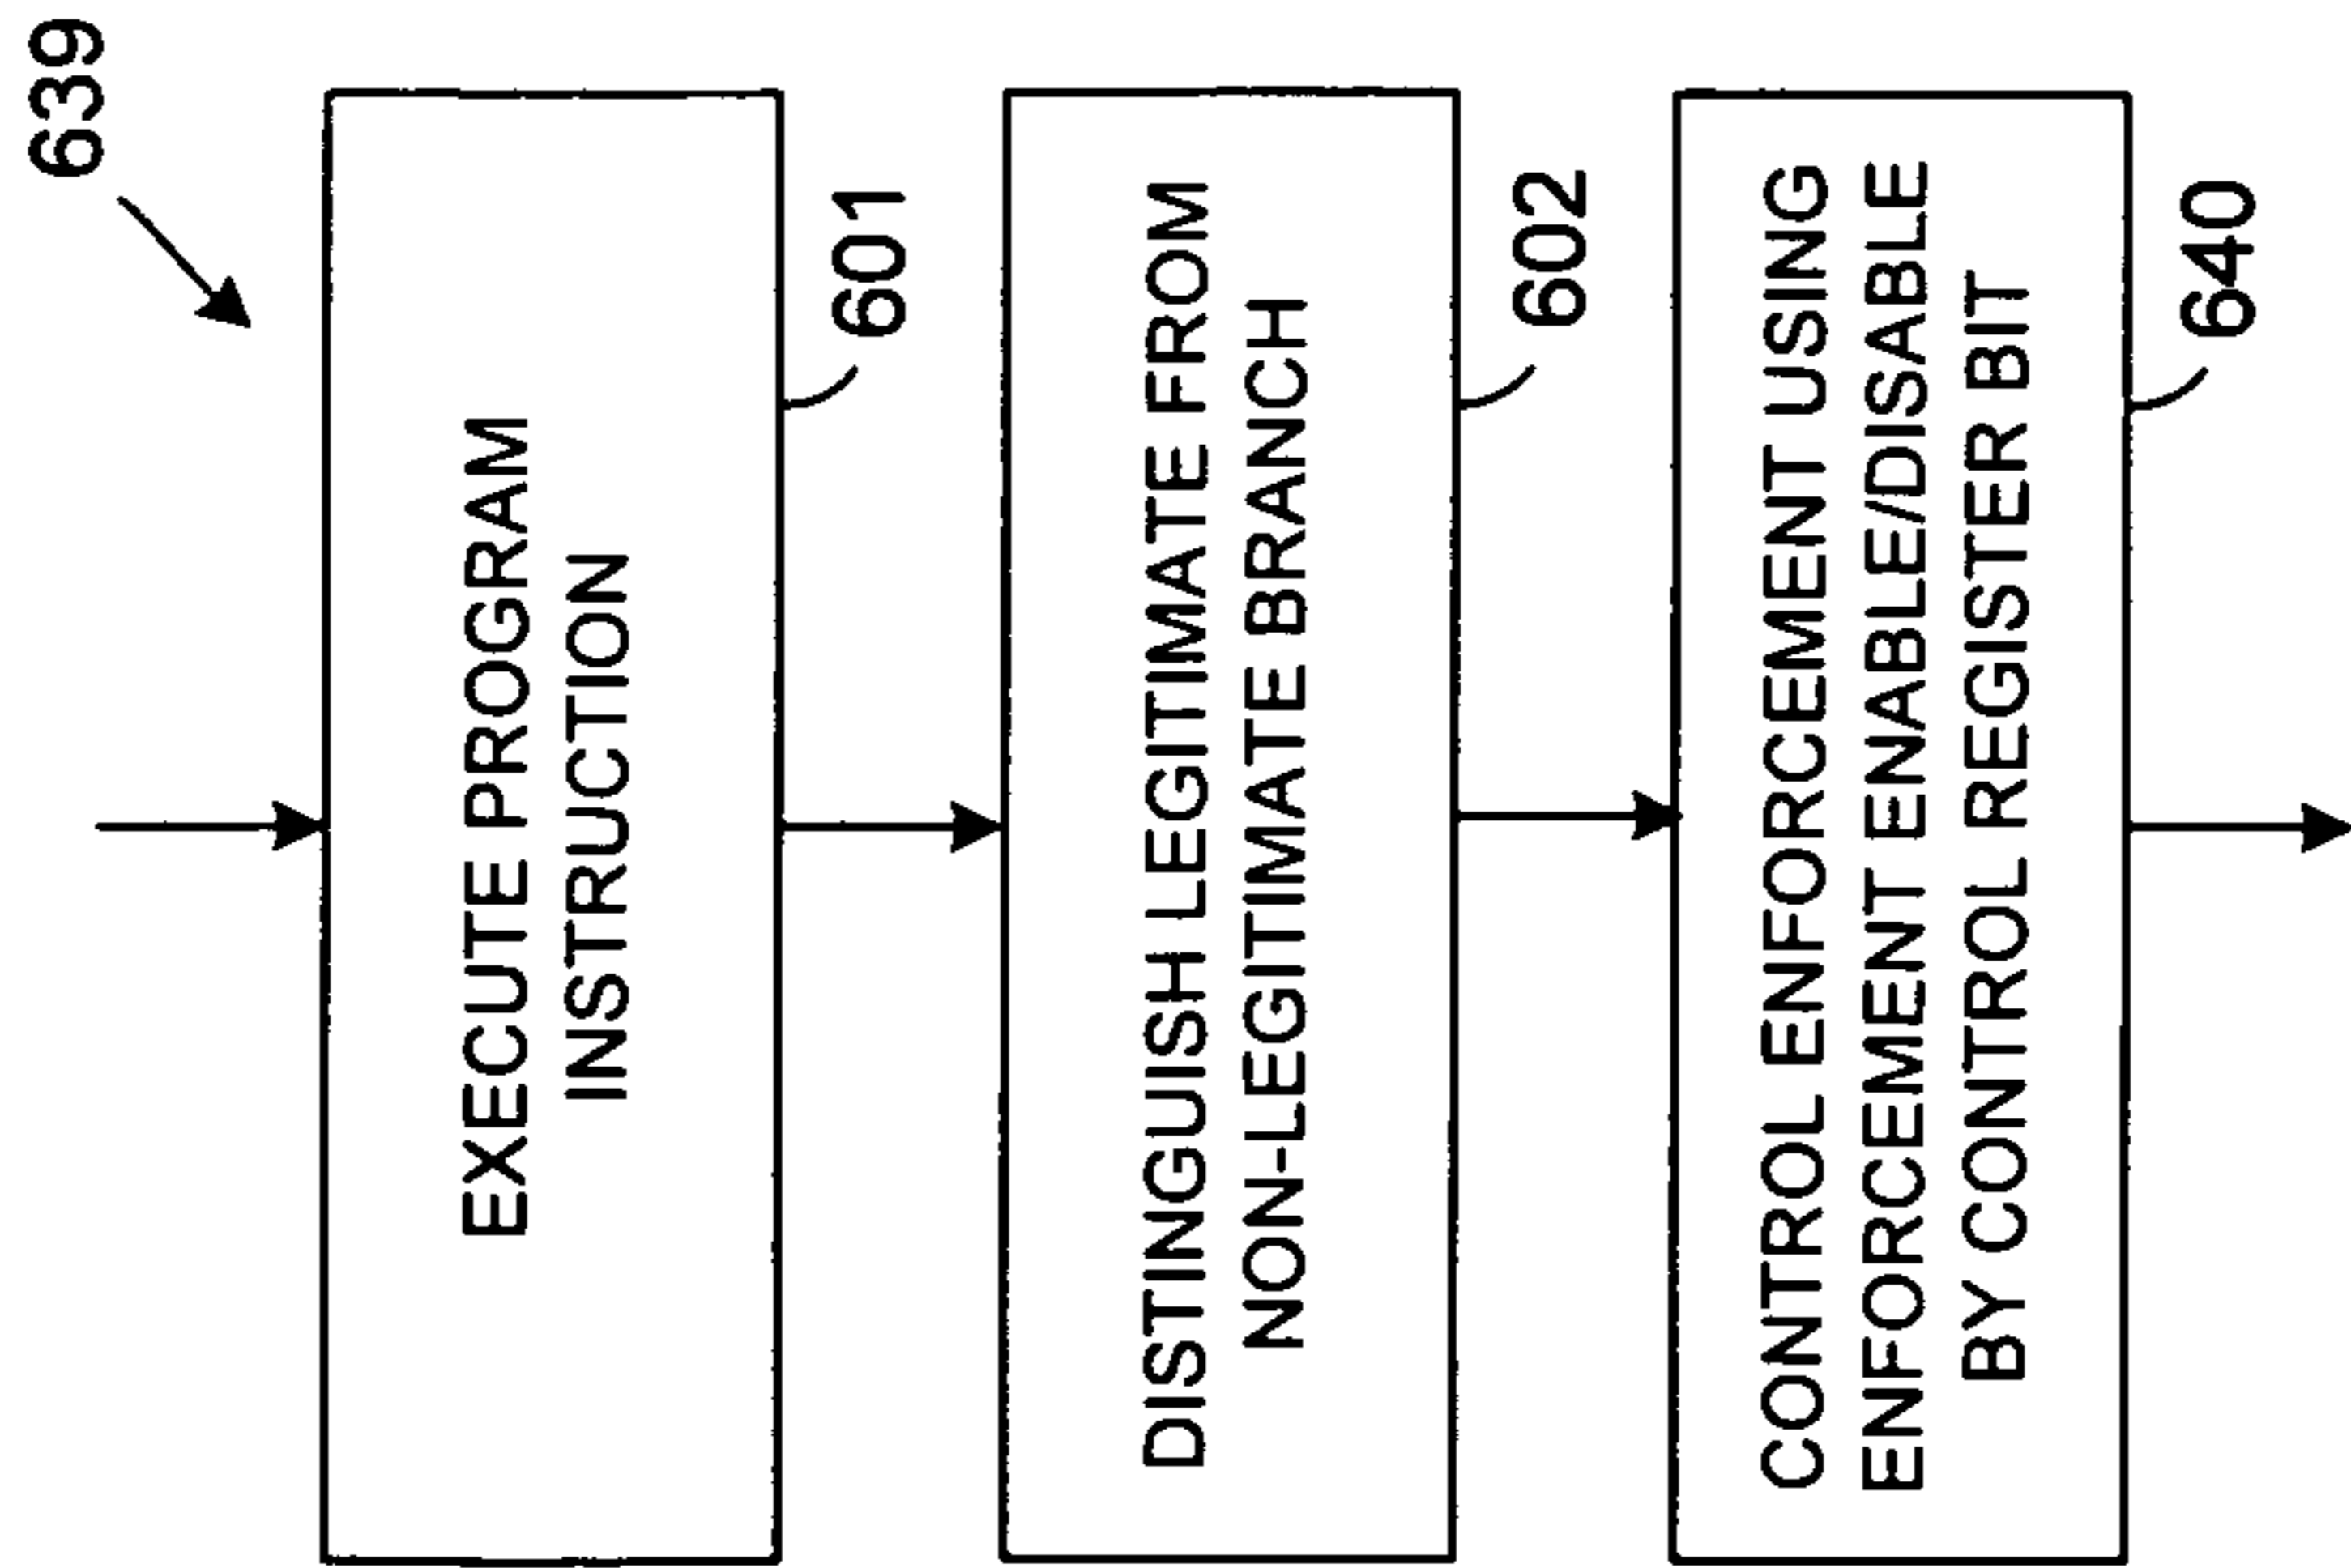 639
EXECUTE PROGRAM
INSTRUCTION
601
DISTINGUISH LEGITIMATE FROM
NON-LEGITIMATE BRANCH
602
CONTROL ENFORCEMENT USING
ENFORCEMENT ENABLE/DISABLE
BY CONTROL REGISTER BIT
640